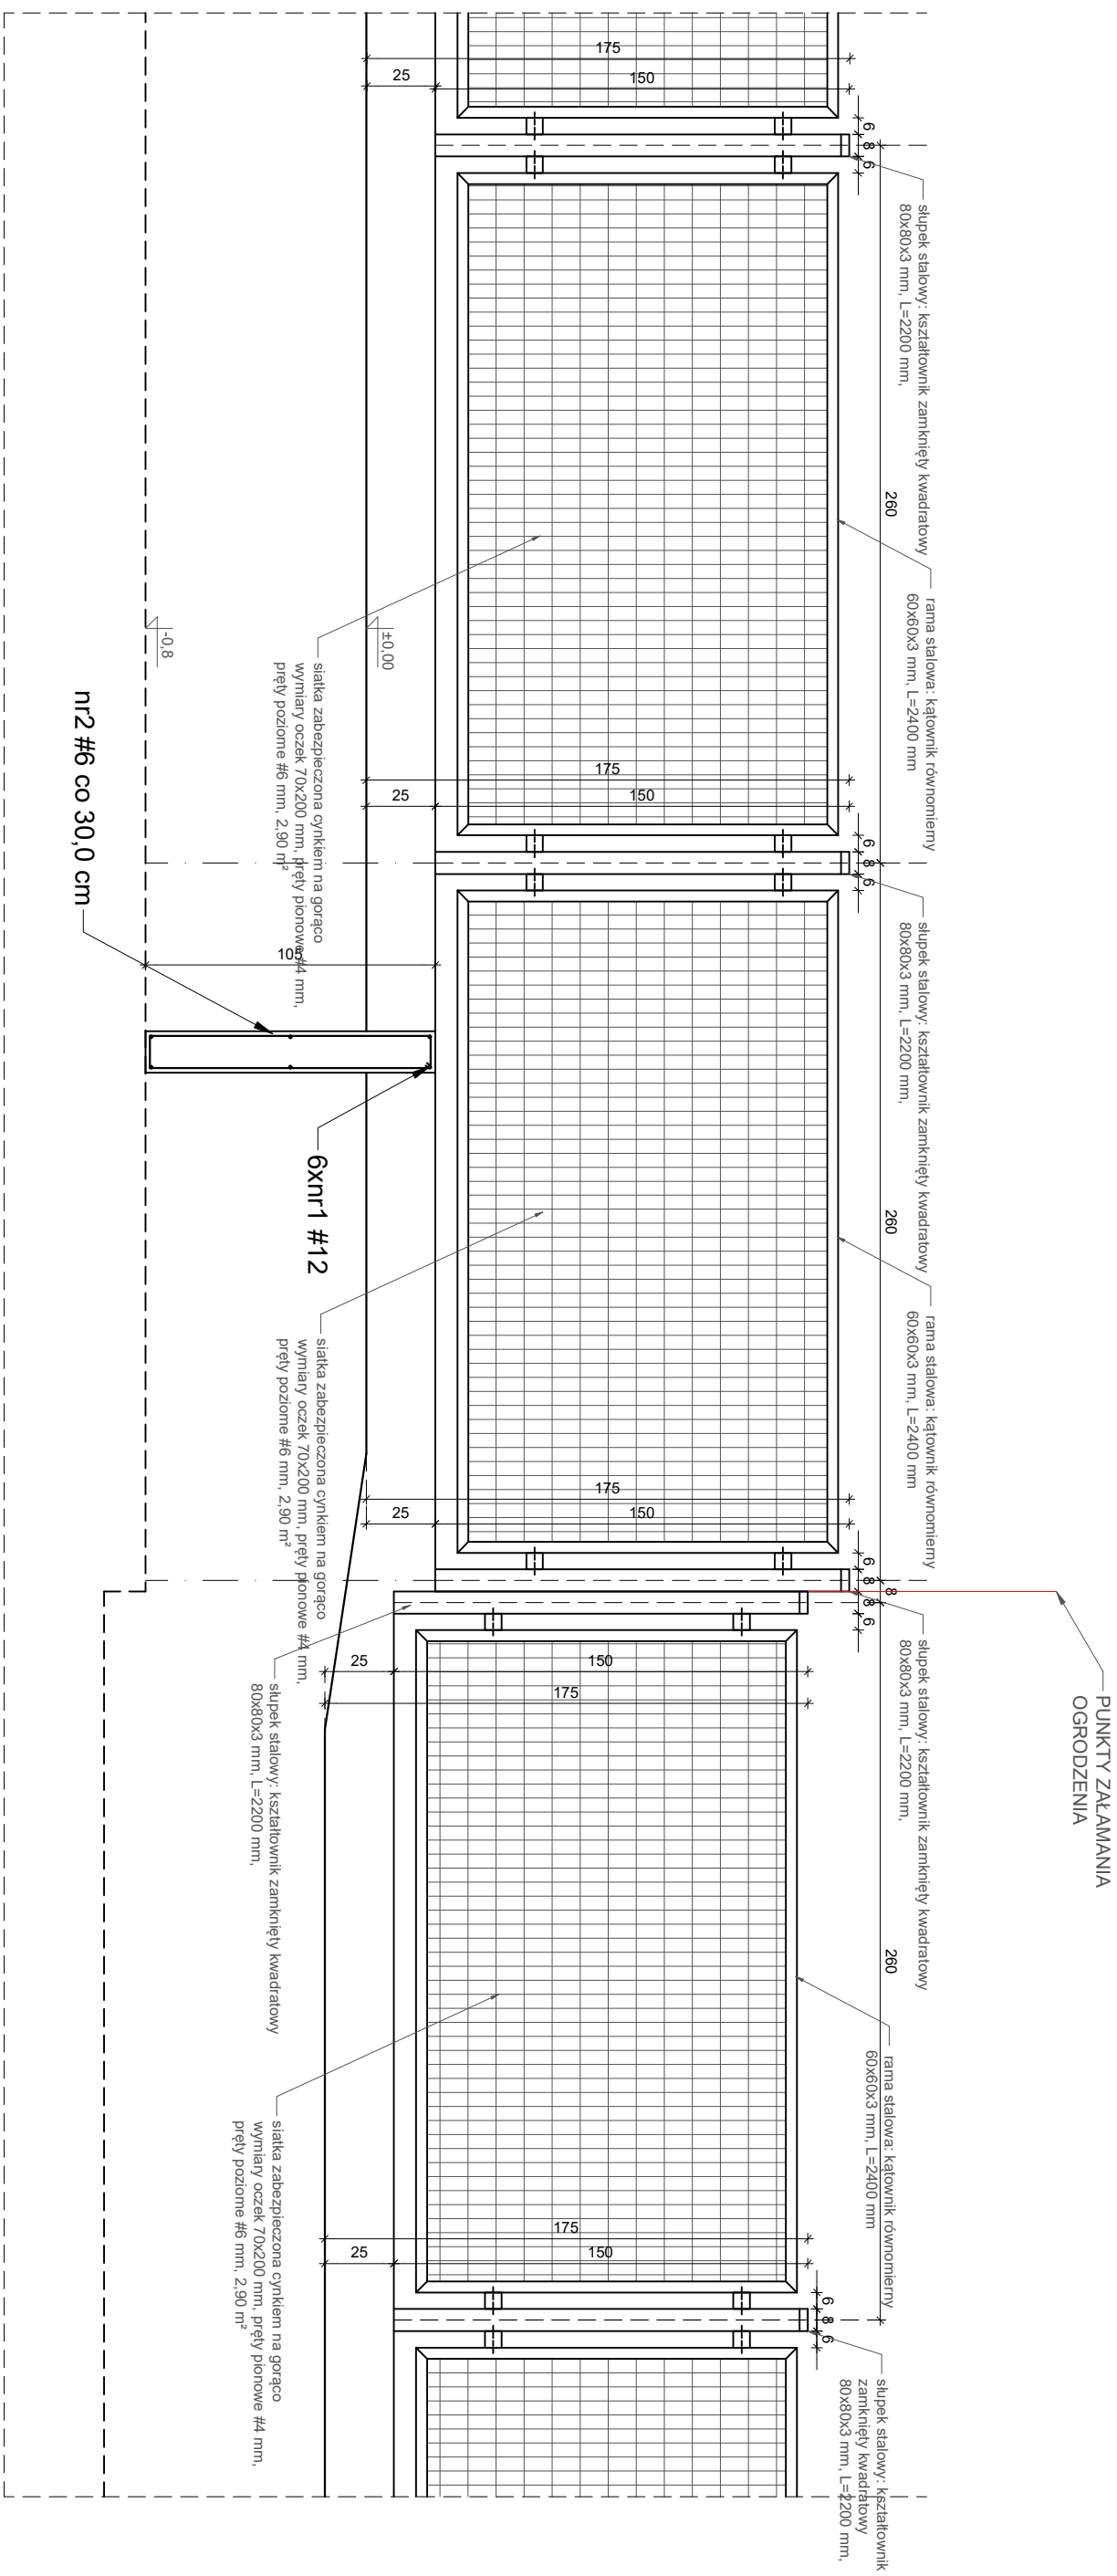 PUNKTY ZAŁAMANIA
OGRODZENIA
słupek stalowy: kształtownik zamknięty kwadratowy
80x80x3 mm, L=2200 mm,
rama stalowa: kątownik równomierny
60x60x3 mm, L=2400 mm
słupek stalowy: kształtownik zamknięty kwadratowy
80x80x3 mm, L=2200 mm,
rama stalowa: kątownik równomierny
60x60x3 mm, L=2400 mm
słupek stalowy: kształtownik zamknięty kwadratowy
80x80x3 mm, L=2200 mm,
rama stalowa: kątownik równomierny
60x60x3 mm, L=2400 mm
słupek stalowy: kształtownik
zamknięty kwadratowy
80x80x3 mm, L=2200 mm,
260
260
260
6
8
6
6
8
6
6
8
8
8
6
6
8
6
175
150
25
175
150
25
175
150
25
150
25
175
175
150
25
±0,00
-0,8
105
siatka zabezpieczona cynkiem na gorąco
wymiary oczek 70x200 mm, pręty pionowe #4 mm,
pręty poziome #6 mm, 2,90 m²
siatka zabezpieczona cynkiem na gorąco
wymiary oczek 70x200 mm, pręty pionowe #4 mm,
pręty poziome #6 mm, 2,90 m²
słupek stalowy: kształtownik zamknięty kwadratowy
80x80x3 mm, L=2200 mm,
siatka zabezpieczona cynkiem na gorąco
wymiary oczek 70x200 mm, pręty pionowe #4 mm,
pręty poziome #6 mm, 2,90 m²
6xnr1 #12
nr2 #6 co 30,0 cm